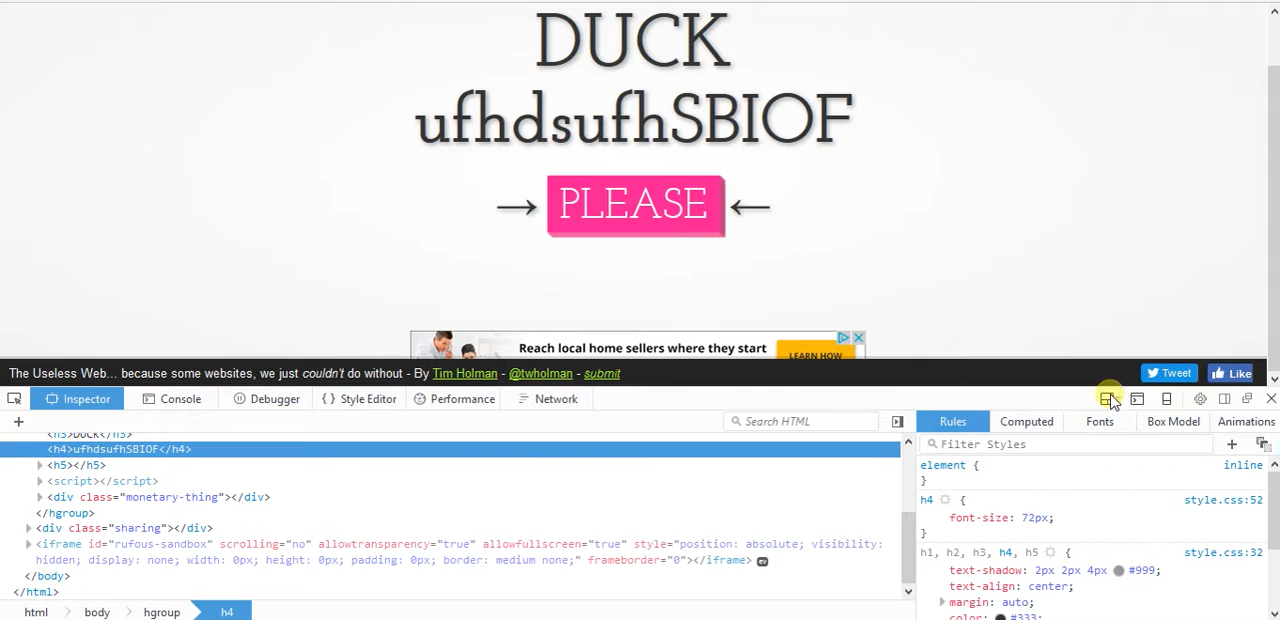 DUCK
ufhdsufhSBIOF
→ PLEASE ←
Reach local home sellers where they start
LEARN HOW
The Useless Web... because some websites, we just couldn't do without - By Tim Holman - @twholman - submit
Tweet
Like
Inspector Console Debugger { } Style Editor Performance Network
+ Search HTML
Rules Computed Fonts Box Model Animations
<h3>DUCK</h3>
<h4>ufhdsufhSBIOF</h4>
<h5></h5>
<script></script>
<div class="monetary-thing"></div>
</hgroup>
<div class="sharing"></div>
<iframe id="rufous-sandbox" scrolling="no" allowtransparency="true" allowfullscreen="true" style="position: absolute; visibility:
hidden; display: none; width: 0px; height: 0px; padding: 0px; border: medium none;" frameborder="0"></iframe> ev
</body>
</html>
html body hgroup h4
Filter Styles +
element { inline
}
h4 { style.css:52
font-size: 72px;
}
h1, h2, h3, h4, h5 { style.css:32
text-shadow: 2px 2px 4px #999;
text-align: center;
margin: auto;
color: #333;